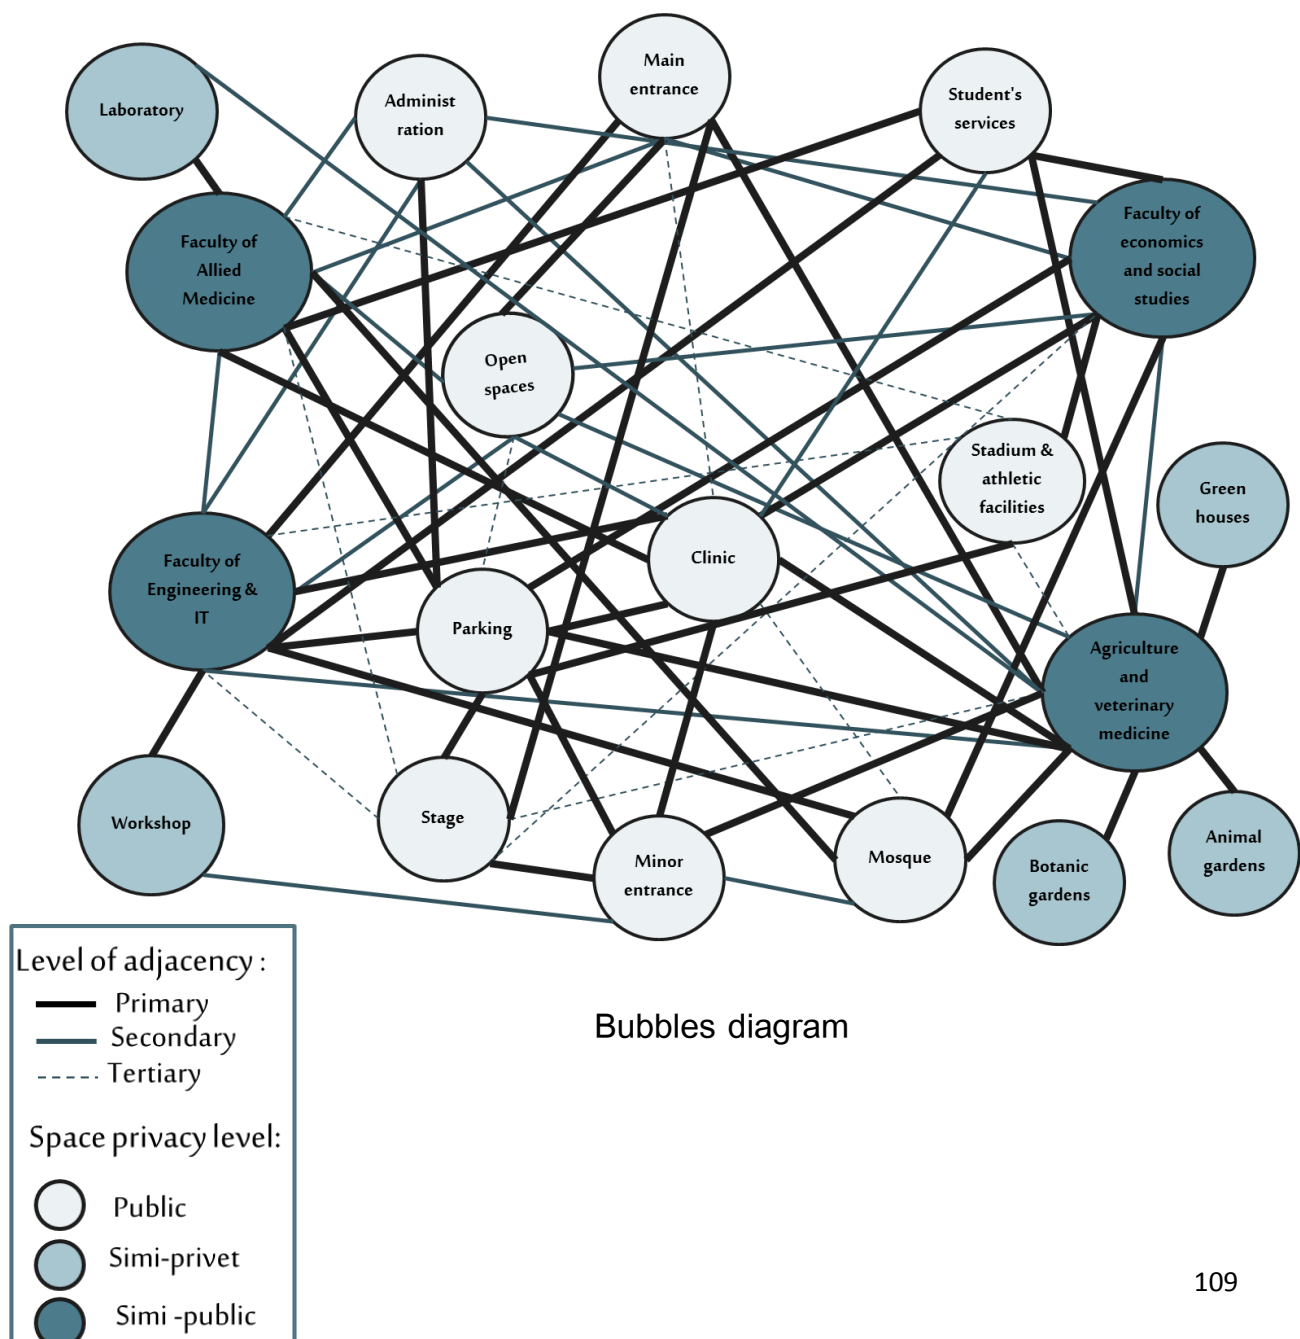 Main
entrance
Laboratory
Administ
ration
Student's
services
Faculty of
Allied
Medicine
Faculty of
economics
and social
studies
Open
spaces
Stadium &
athletic
facilities
Green
houses
Faculty of
Engineering &
IT
Clinic
Parking
Agriculture
and
veterinary
medicine
Workshop
Stage
Minor
entrance
Mosque
Botanic
gardens
Animal
gardens
Level of adjacency :
Primary
Secondary
Tertiary
Space privacy level:
Public
Simi-privet
Simi -public
Bubbles diagram
109